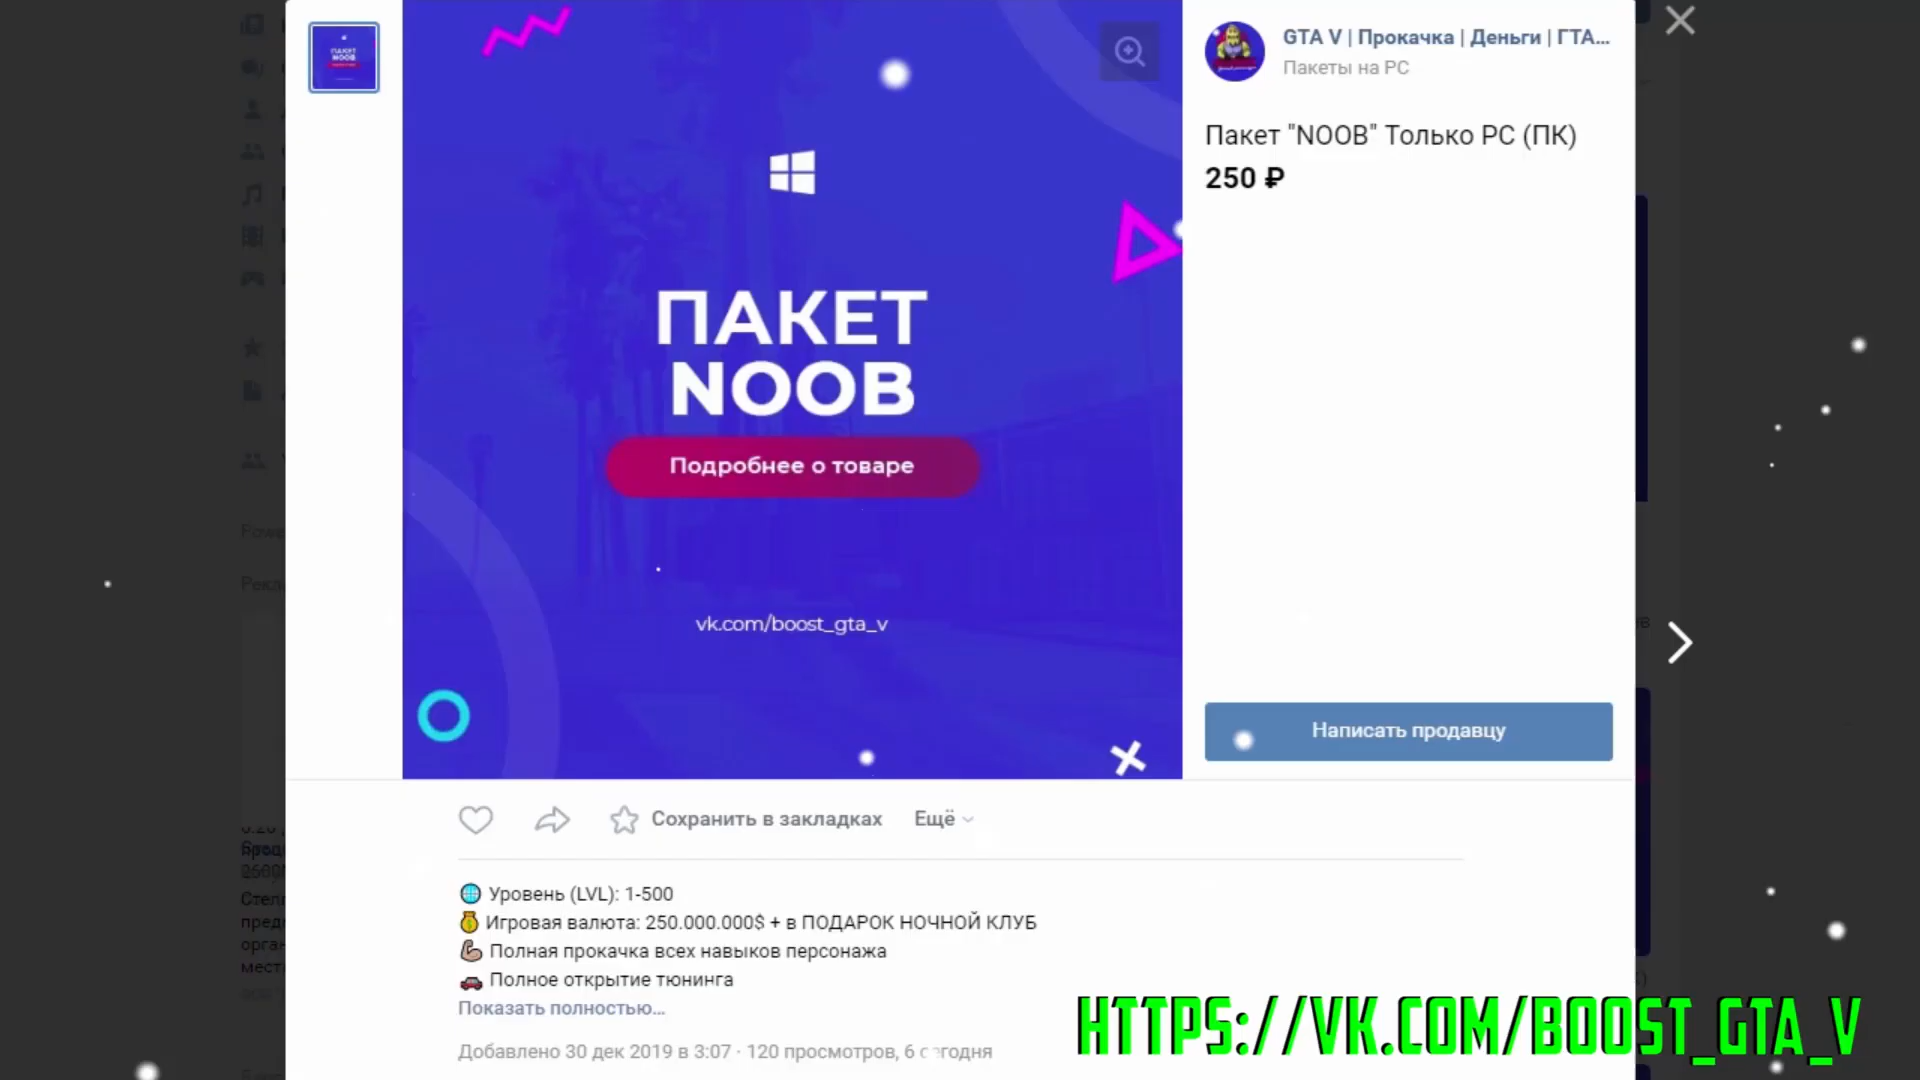 GTA V | Прокачка | Деньги | ГТА...
Пакеты на PC
Пакет "NOOB" Только PC (ПК)
250 ₽
ПАКЕТ
NOOB
Подробнее о товаре
vk.com/boost_gta_v
Написать продавцу
Сохранить в закладках
Ещё
Уровень (LVL): 1-500
Игровая валюта: 250.000.000$ + в ПОДАРОК НОЧНОЙ КЛУБ
Полная прокачка всех навыков персонажа
Полное открытие тюнинга
Показать полностью...
Добавлено 30 дек 2019 в 3:07 · 120 просмотров, 6 сегодня
HTTPS://VK.COM/BOOST_GTA_V